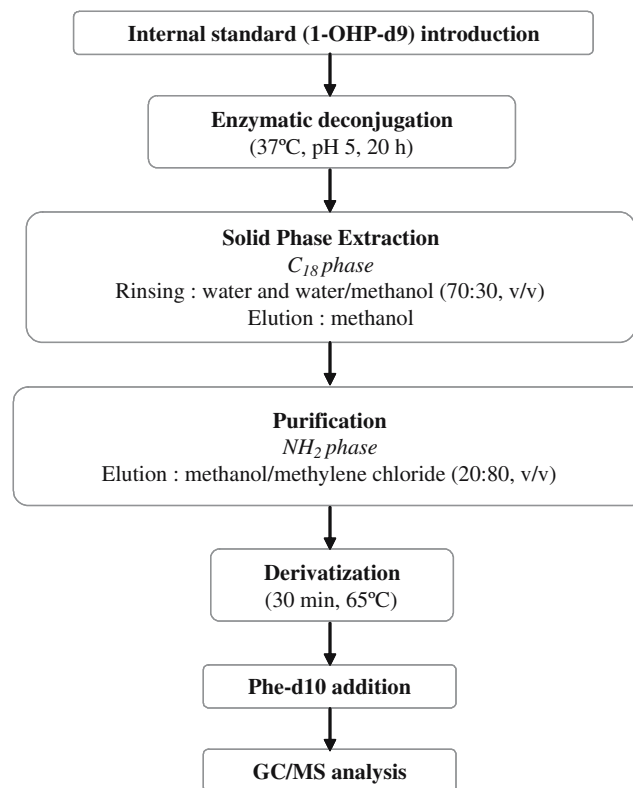 Internal standard (1-OHP-d9) introduction
Enzymatic deconjugation
(37ºC, pH 5, 20 h)
Solid Phase Extraction
C18 phase
Rinsing : water and water/methanol (70:30, v/v)
Elution : methanol
Purification
NH2 phase
Elution : methanol/methylene chloride (20:80, v/v)
Derivatization
(30 min, 65ºC)
Phe-d10 addition
GC/MS analysis